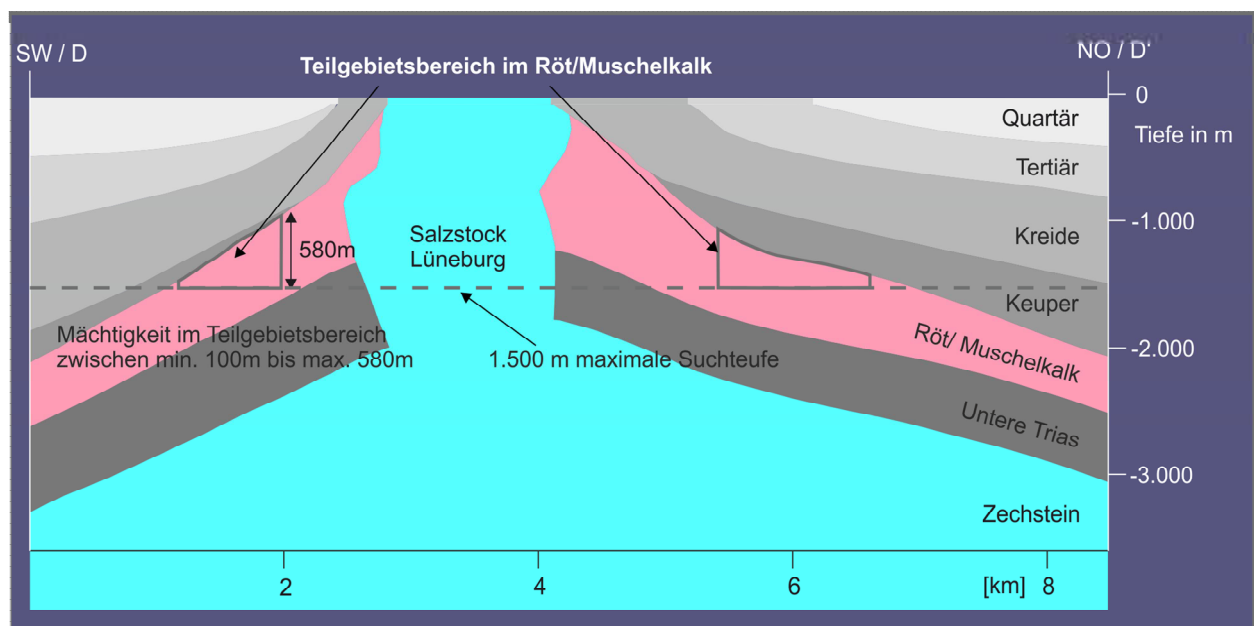 SW / D
NO / D'
Teilgebietsbereich im Röt/Muschelkalk
0
Quartär
Tiefe in m
Tertiär
-1.000
580m
Salzstock
Lüneburg
Kreide
Keuper
Mächtigkeit im Teilgebietsbereich
zwischen min. 100m bis max. 580m
1.500 m maximale Suchteufe
Röt/ Muschelkalk
-2.000
Untere Trias
-3.000
Zechstein
2
4
6
[km]
8